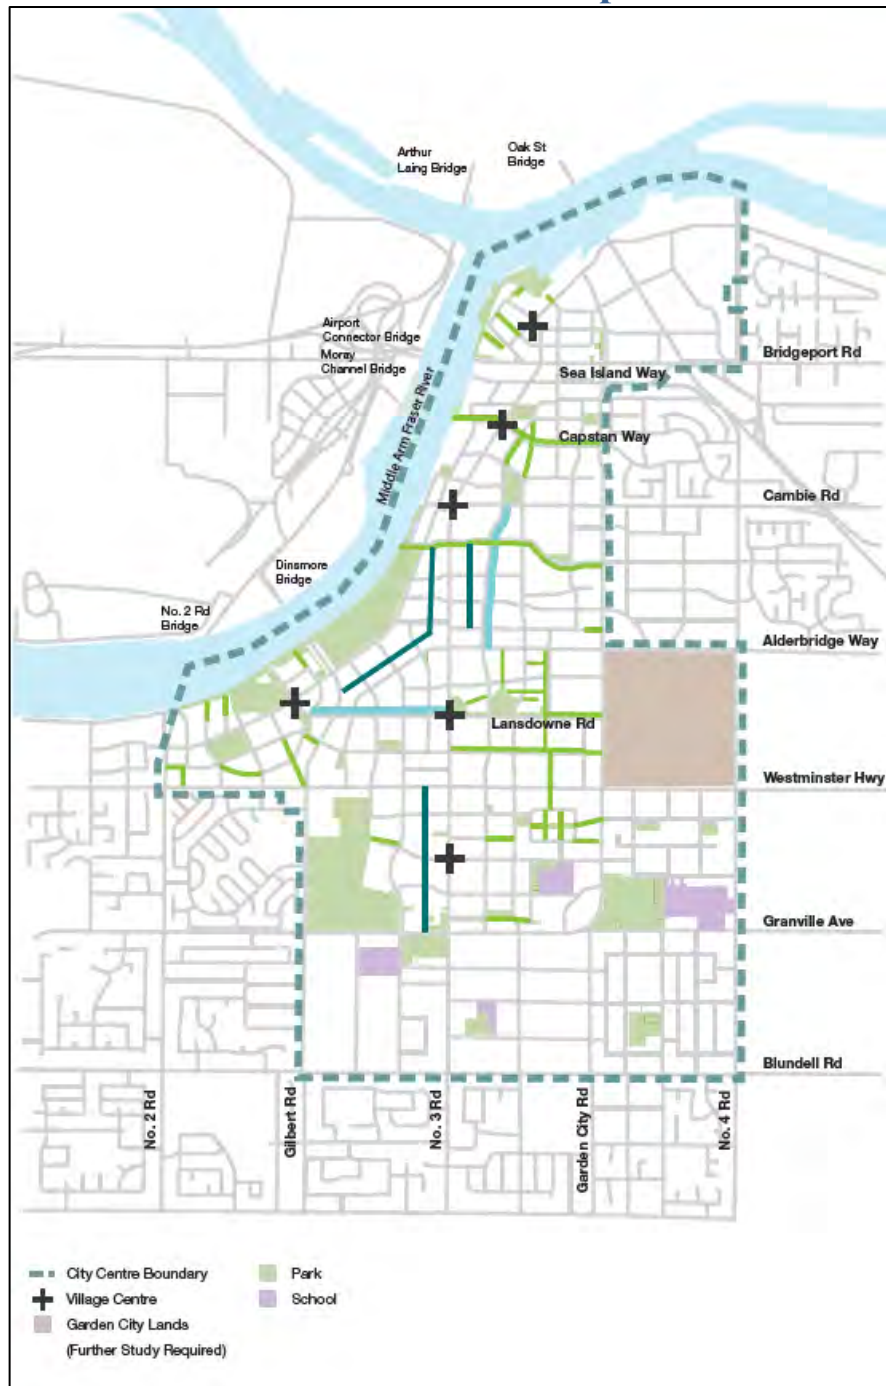 Arthur
Laing Bridge
Oak St
Bridge
Airport
Connector Bridge
Moray
Channel Bridge
Bridgeport Rd
Sea Island Way
Middle Arm Fraser River
Capstan Way
Cambie Rd
Dinsmore
Bridge
No. 2 Rd
Bridge
Alderbridge Way
Lansdowne Rd
Westminster Hwy
Granville Ave
Blundell Rd
No. 2 Rd
Gilbert Rd
No. 3 Rd
Garden City Rd
No. 4 Rd
City Centre Boundary
Village Centre
Garden City Lands
(Further Study Required)
Park
School